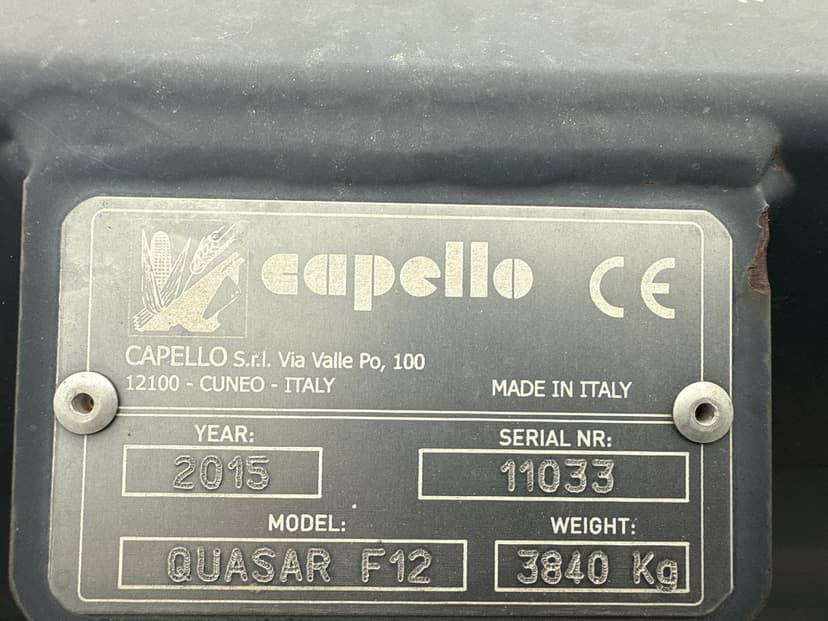 capello CE
CAPELLO S.r.l. Via Valle Po, 100
12100 - CUNEO - ITALY
MADE IN ITALY
YEAR:
2015
SERIAL NR:
11033
MODEL:
QUASAR F12
WEIGHT:
3840 Kg